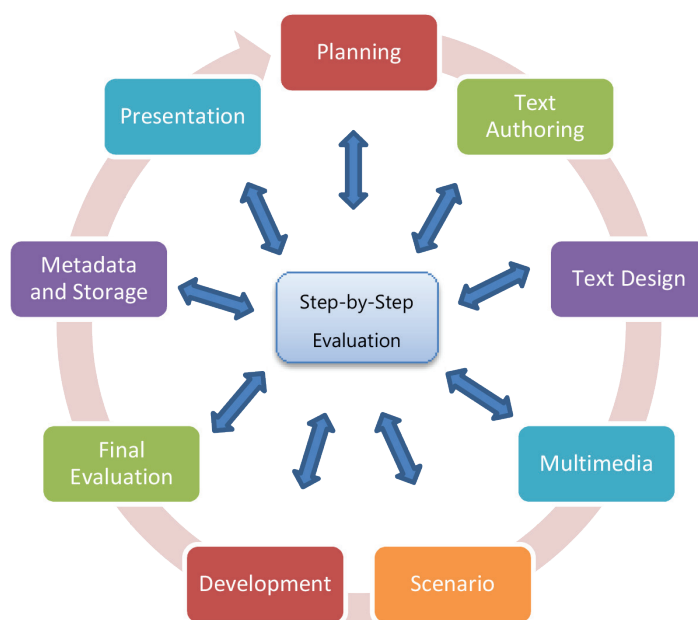 Planning
Text
Authoring
Text Design
Multimedia
Scenario
Development
Final
Evaluation
Metadata
and Storage
Presentation
Step-by-Step
Evaluation